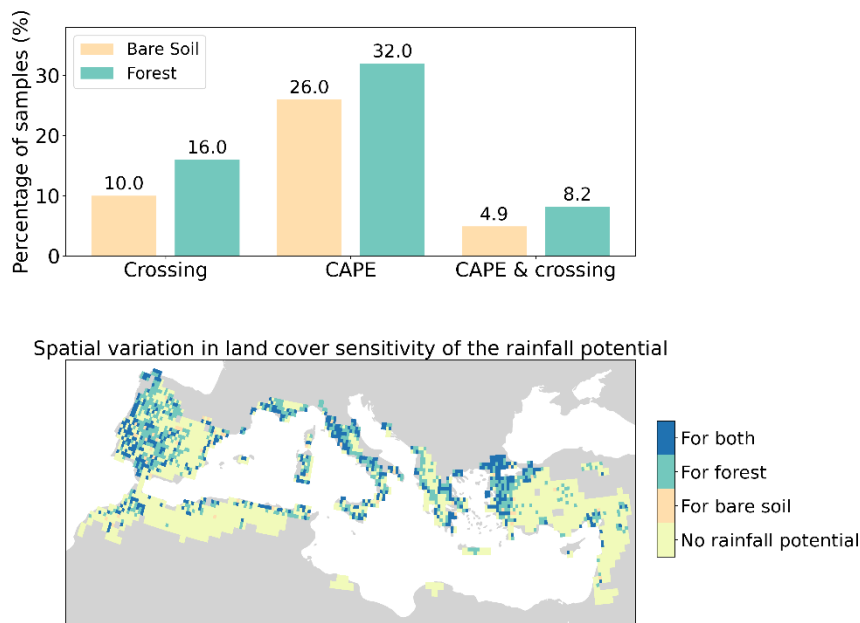 Percentage of samples (%)
30
20
10
0
Bare Soil
Forest
10.0
16.0
26.0
32.0
4.9
8.2
Crossing
CAPE
CAPE & crossing
Spatial variation in land cover sensitivity of the rainfall potential
For both
For forest
For bare soil
No rainfall potential